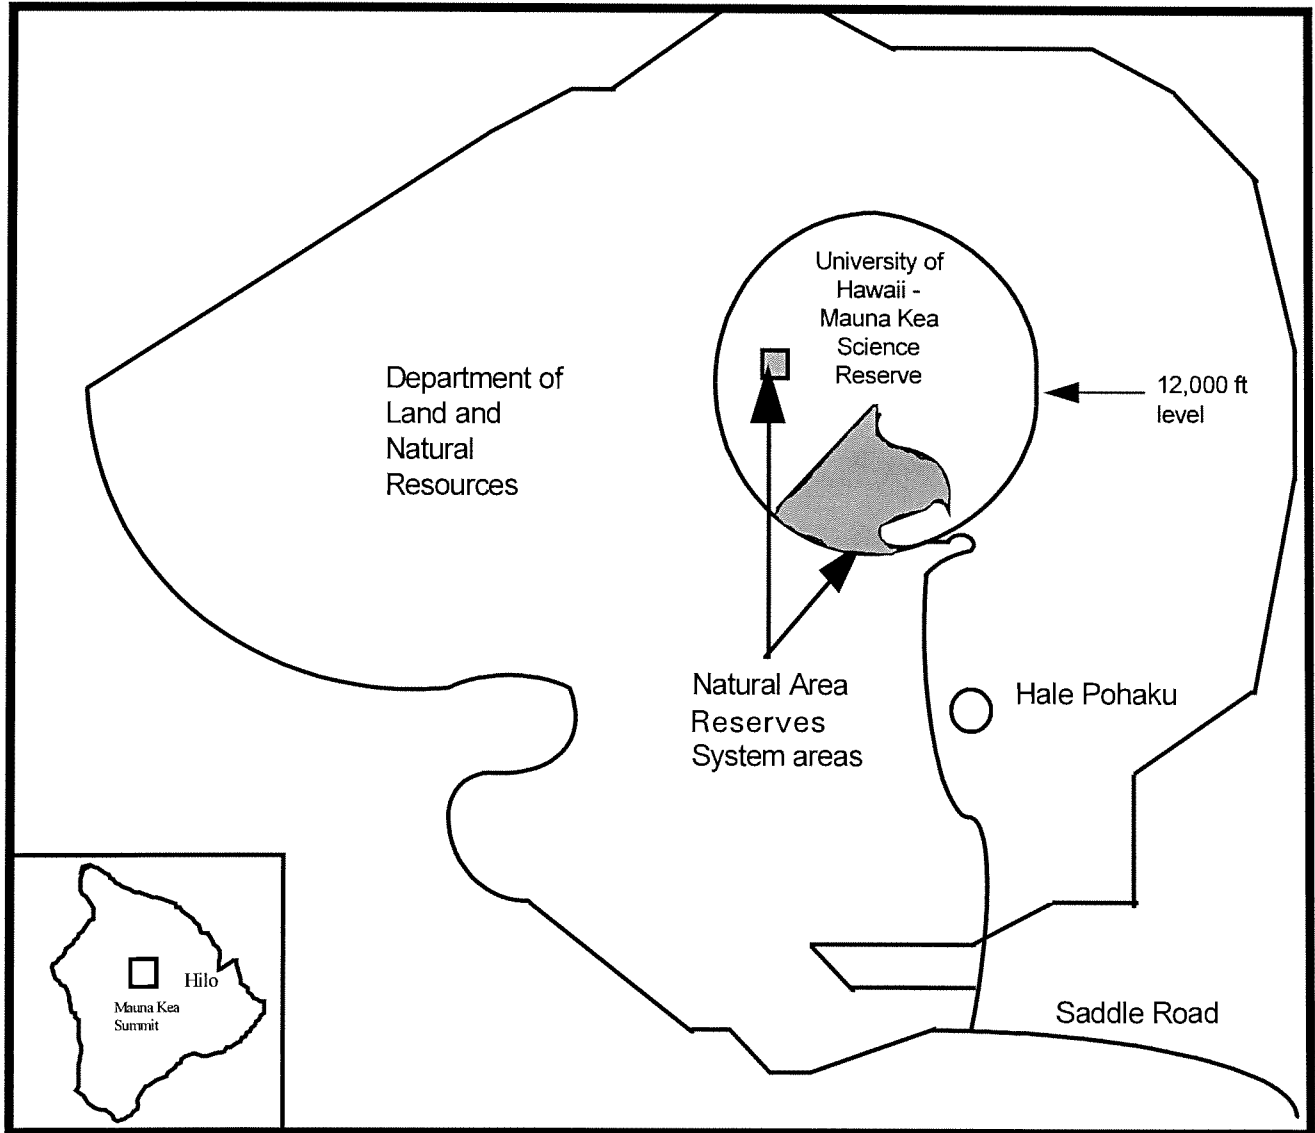 University of
Hawaii -
Mauna Kea
Science
Reserve
Department of
Land and
Natural
Resources
12,000 ft
level
Natural Area
Reserves
System areas
Hale Pohaku
Saddle Road
Hilo
Mauna Kea
Summit